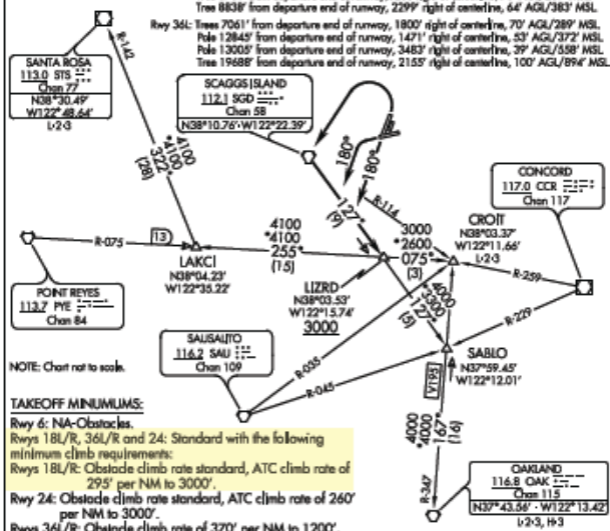 Tree 8838' from departure end of runway, 2299' right of centerline, 64' AGL/383' MSL.
Rwy 36L: Trees 7061' from departure end of runway, 1800' right of centerline, 70' AGL/289' MSL.
Pole 12845' from departure end of runway, 1471' right of centerline, 53' AGL/372' MSL.
Pole 13005' from departure end of runway, 3483' right of centerline, 39' AGL/558' MSL.
Tree 19688' from departure end of runway, 2155' right of centerline, 100' AGL/894' MSL.
R-142
SANTA ROSA
113.0 STS
Chan 77
N38°30.49'
W122°48.64'
L-2-3
SCAGGS ISLAND
112.1 SGD
Chan 58
N38°10.76'-W122°22.39'
180°
180°
4100
*4100
322°
(28)
127°
(9)
R-114
CONCORD
117.0 CCR
Chan 117
CROIT
N38°03.37'
W122°11.66'
L-2-3
3000
*2600
075°
(3)
R-075
13
LAKCI
N38°04.23'
W122°35.22'
4100
*4100
255°
(15)
R-259
POINT REYES
113.7 PYE
Chan 84
LIZRD
N38°03.53'
W122°15.74'
3000
4000
*3300
127°
(5)
R-229
SAUSALITO
116.2 SAU
Chan 109
R-035
R-045
SABLO
N37°59.45'
W122°12.01'
NOTE: Chart not to scale.
V195
4000
*4000
167°
(16)
R-347
OAKLAND
116.8 OAK
Chan 115
N37°43.56' - W122°13.42'
L-2-3, H-3
TAKEOFF MINUMUMS:
Rwy 6: NA-Obstacles.
Rwys 18L/R, 36L/R and 24: Standard with the following
minimum climb requirements:
Rwys 18L/R: Obstacle climb rate standard, ATC climb rate of
295' per NM to 3000'.
Rwy 24: Obstacle climb rate standard, ATC climb rate of 260'
per NM to 3000'.
Rwys 36L/R: Obstacle climb rate of 370' per NM to 1200'.